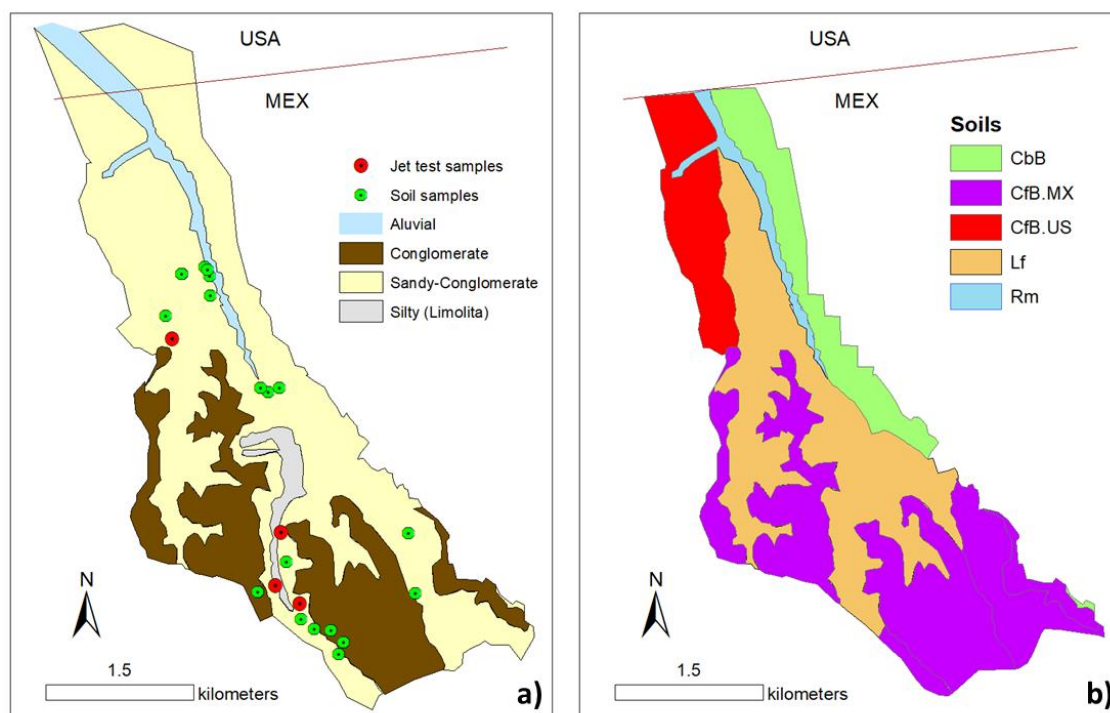 USA
MEX
Jet test samples
Soil samples
Aluvial
Conglomerate
Sandy-Conglomerate
Silty (Limolita)
N
1.5
kilometers
a)
USA
MEX
Soils
CbB
CfB.MX
CfB.US
Lf
Rm
N
1.5
kilometers
b)